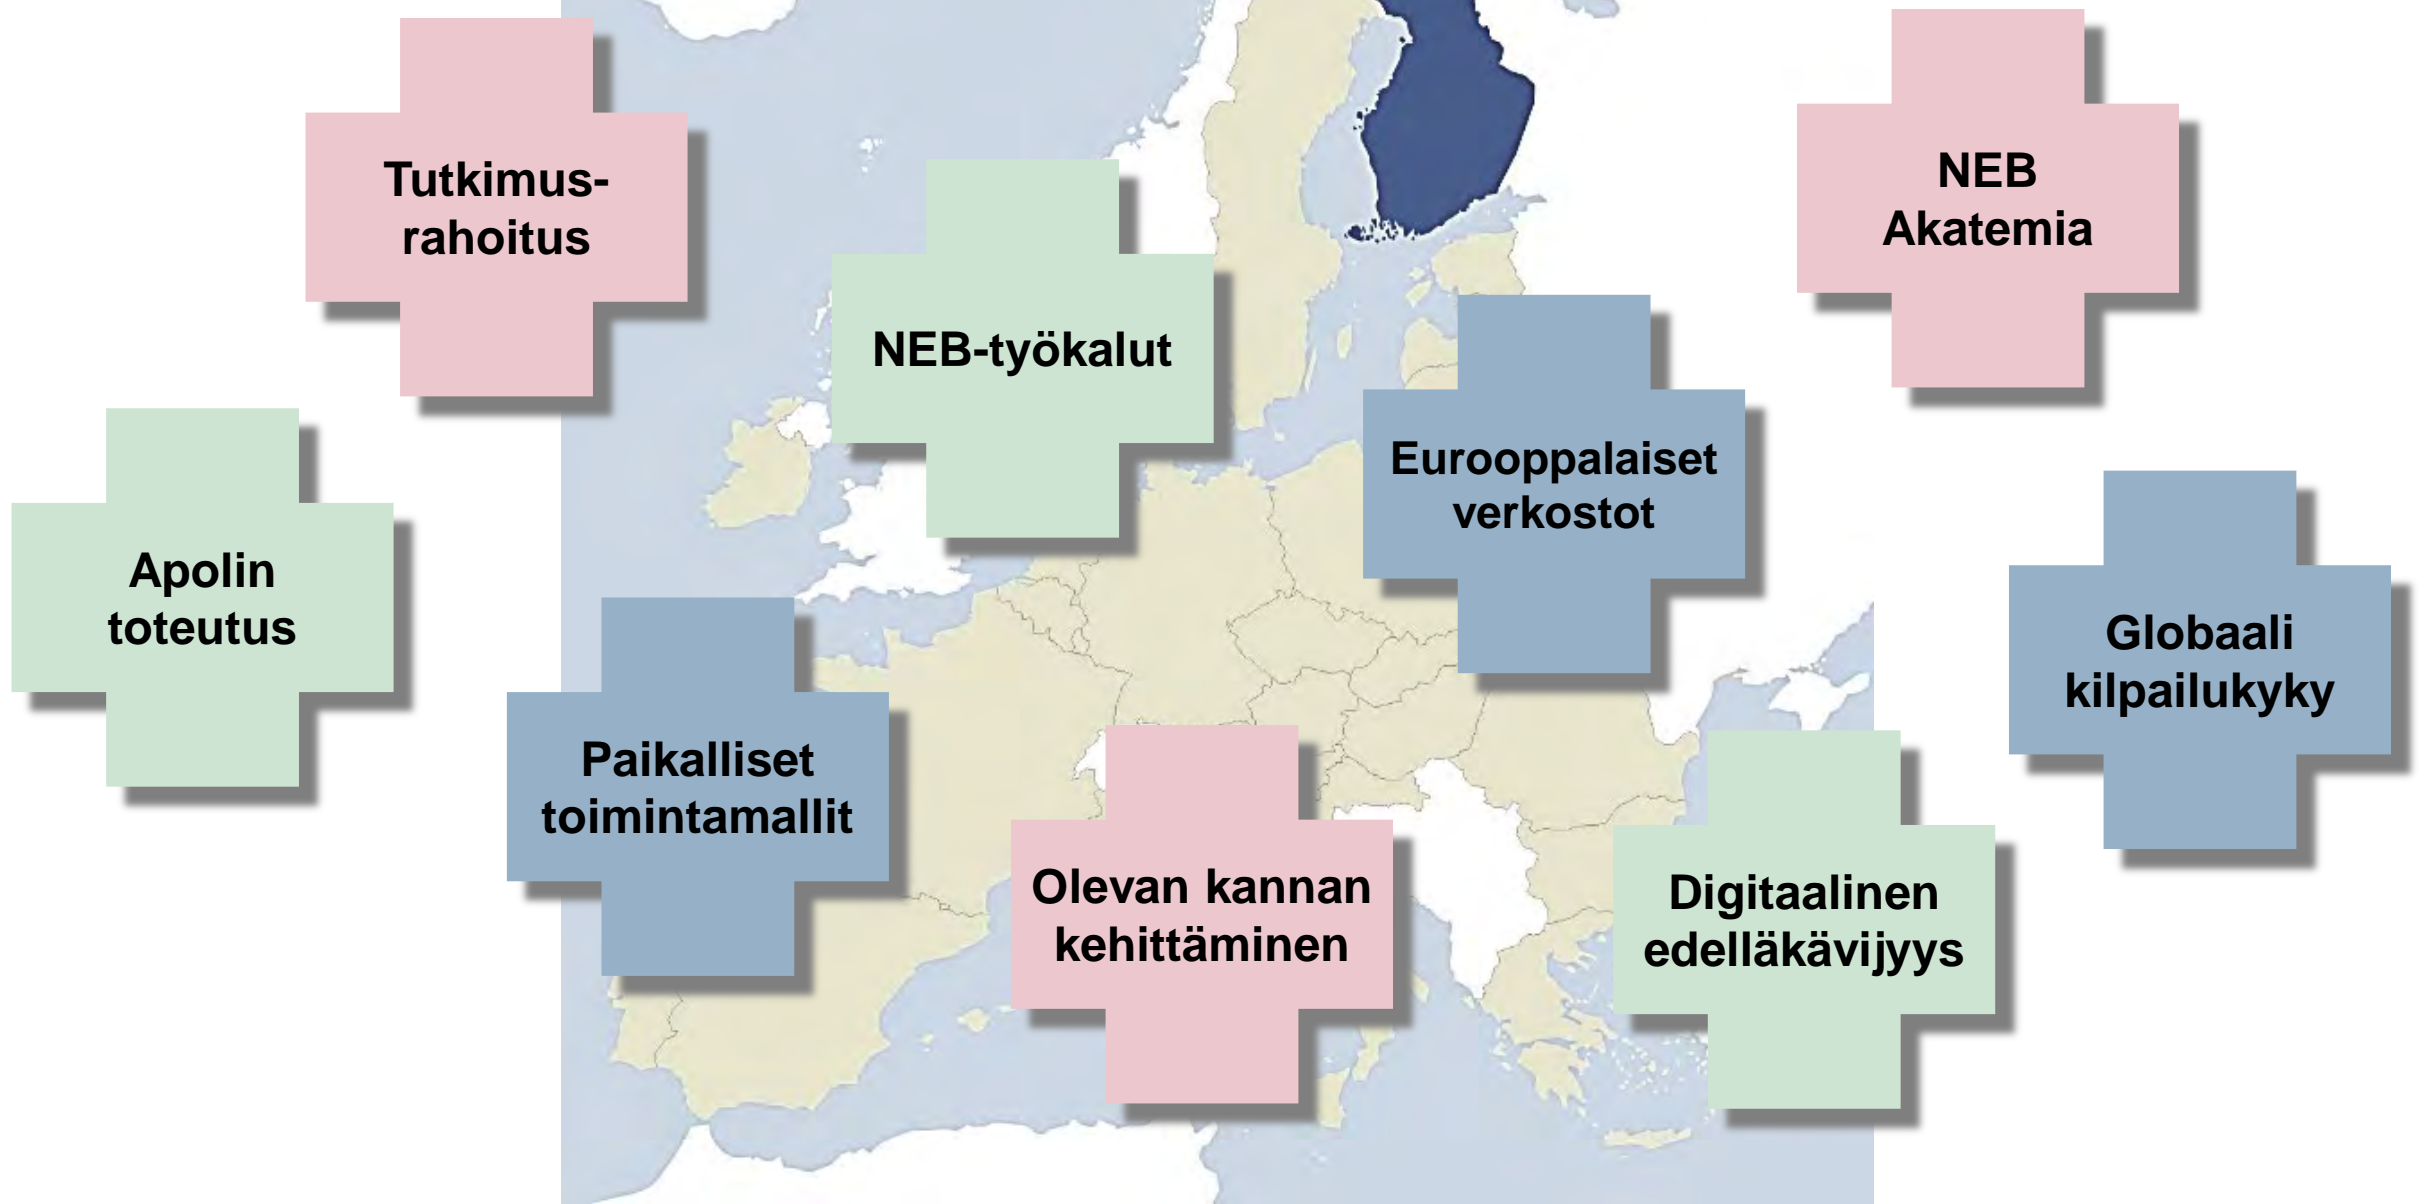 Tutkimus-
rahoitus
NEB
Akatemia
NEB-työkalut
Eurooppalaiset
verkostot
Apolin
toteutus
Globaali
kilpailukyky
Paikalliset
toimintamallit
Olevan kannan
kehittäminen
Digitaalinen
edelläkävijyys